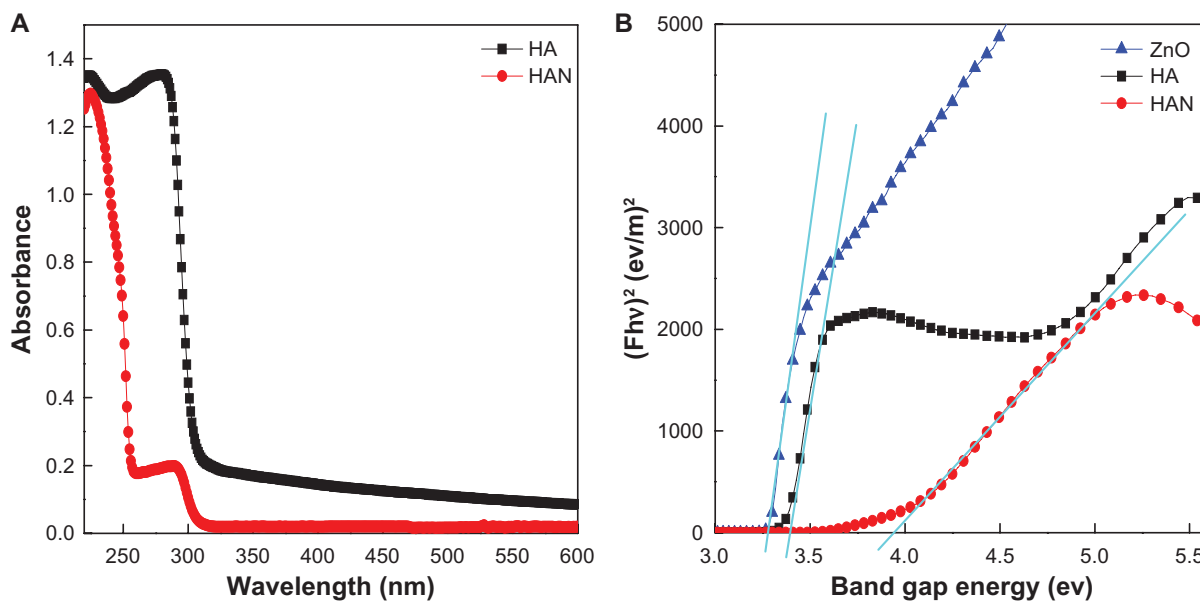 A
HA
HAN
1.4
1.2
1.0
0.8
0.6
0.4
0.2
0.0
250 300 350 400 450 500 550 600
Wavelength (nm)
Absorbance
B
ZnO
HA
HAN
5000
4000
3000
2000
1000
0
3.0 3.5 4.0 4.5 5.0 5.5
Band gap energy (ev)
(Fhν)² (ev/m)²